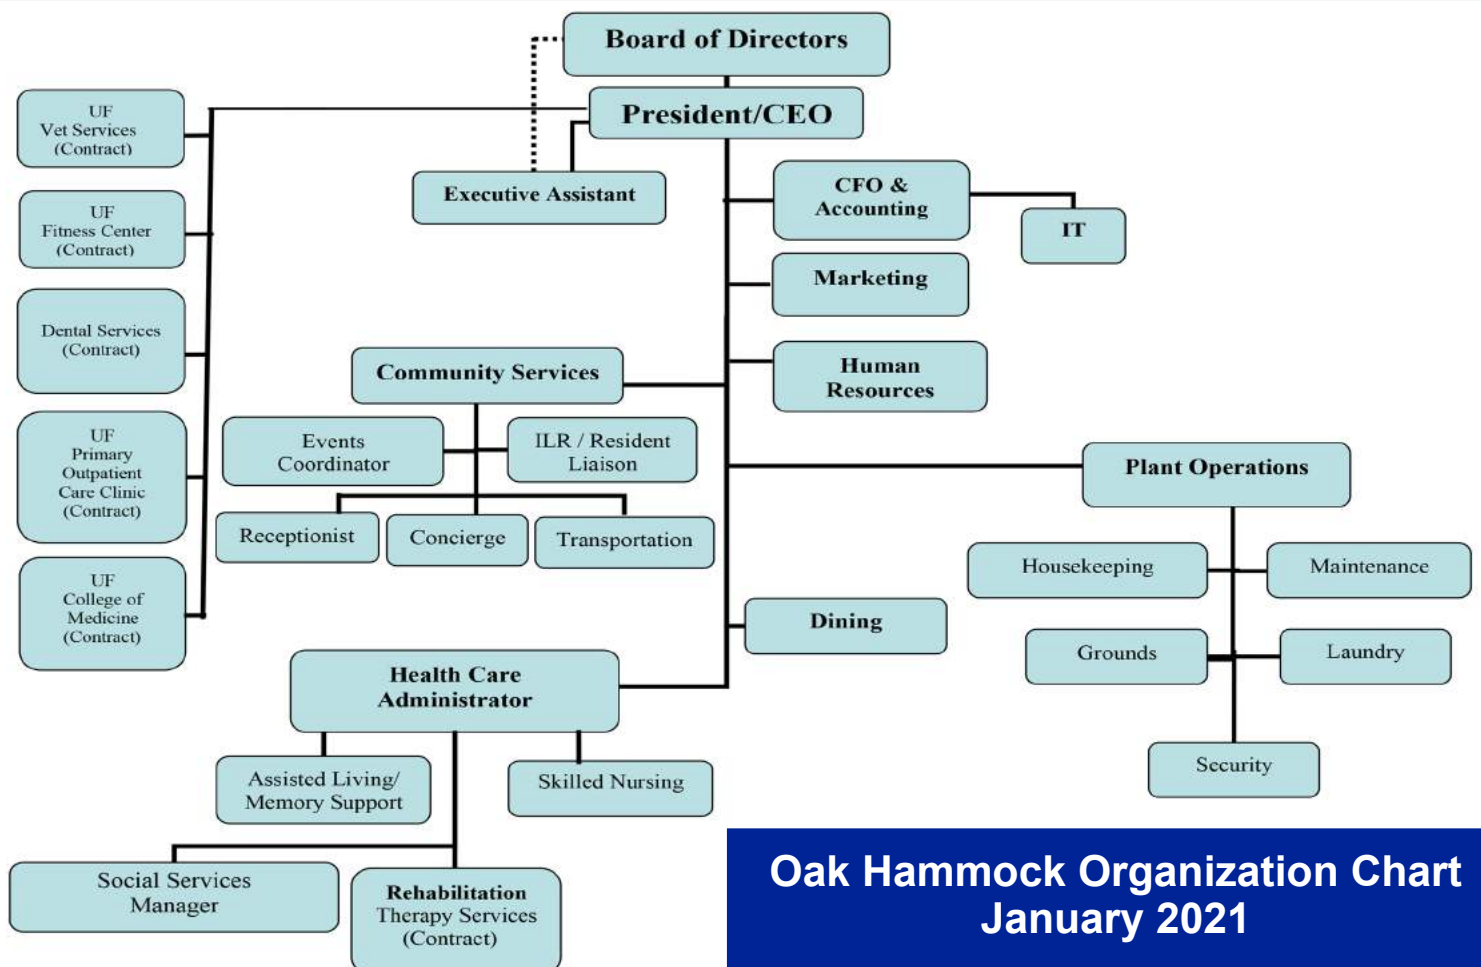 Board of Directors
President/CEO
UF
Vet Services
(Contract)
Executive Assistant
CFO &
Accounting
IT
UF
Fitness Center
(Contract)
Marketing
Dental Services
(Contract)
Community Services
Human
Resources
UF
Primary
Outpatient
Care Clinic
(Contract)
Events
Coordinator
ILR / Resident
Liaison
Plant Operations
Receptionist
Concierge
Transportation
Housekeeping
Maintenance
UF
College of
Medicine
(Contract)
Dining
Grounds
Laundry
Health Care
Administrator
Security
Assisted Living/
Memory Support
Skilled Nursing
Social Services
Manager
Rehabilitation
Therapy Services
(Contract)
Oak Hammock Organization Chart
January 2021